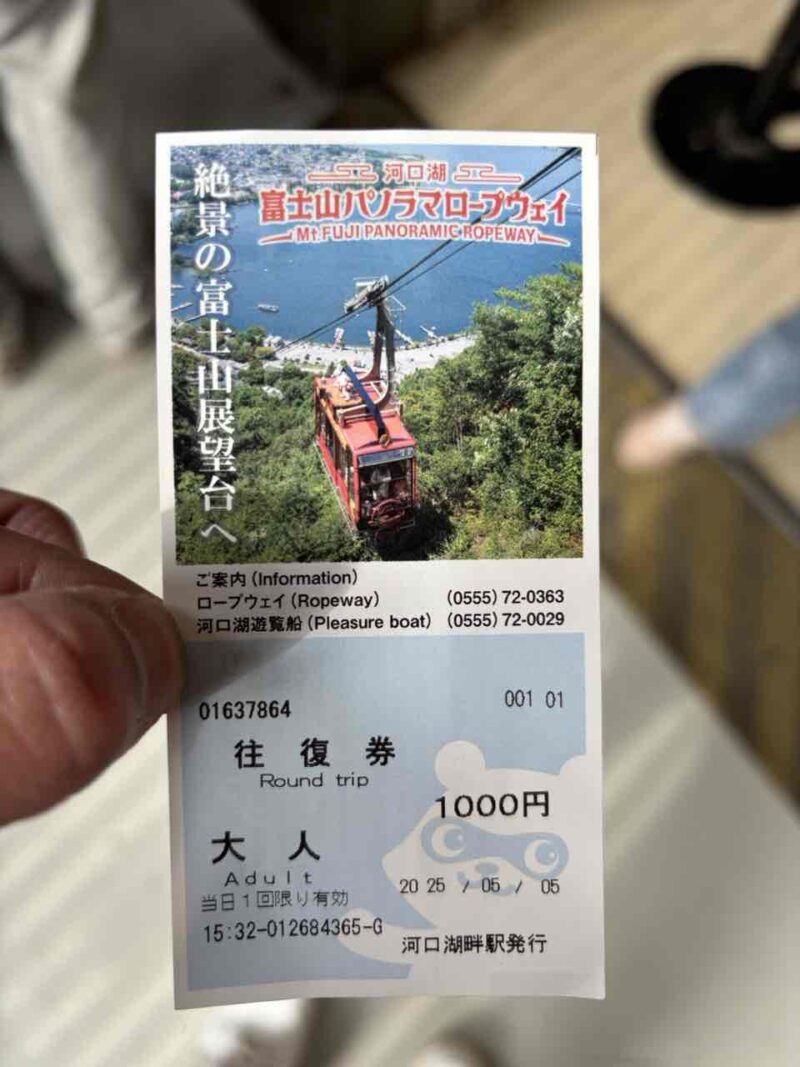 絶景の富士山展望台へ
河口湖
富士山パノラマロープウェイ
Mt.FUJI PANORAMIC ROPEWAY
ご案内(Information)
ロープウェイ(Ropeway) (0555)72-0363
河口湖遊覧船(Pleasure boat) (0555)72-0029
01637864 001 01
往復券
Round trip
1000円
大人
Adult
当日1回限り有効
2025/05/05
15:32-012684365-G
河口湖畔駅発行